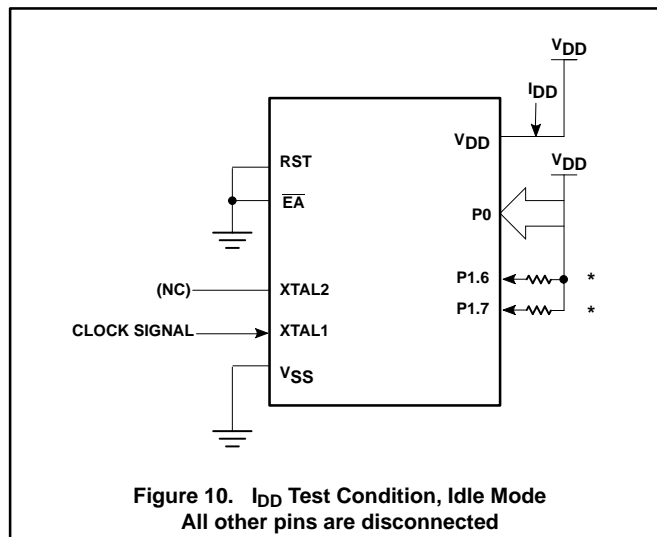 VDD
IDD
VDD
VDD
RST
EA
P0
P1.6
*
(NC)
XTAL2
P1.7
*
CLOCK SIGNAL
XTAL1
VSS
Figure 10. IDD Test Condition, Idle Mode
All other pins are disconnected